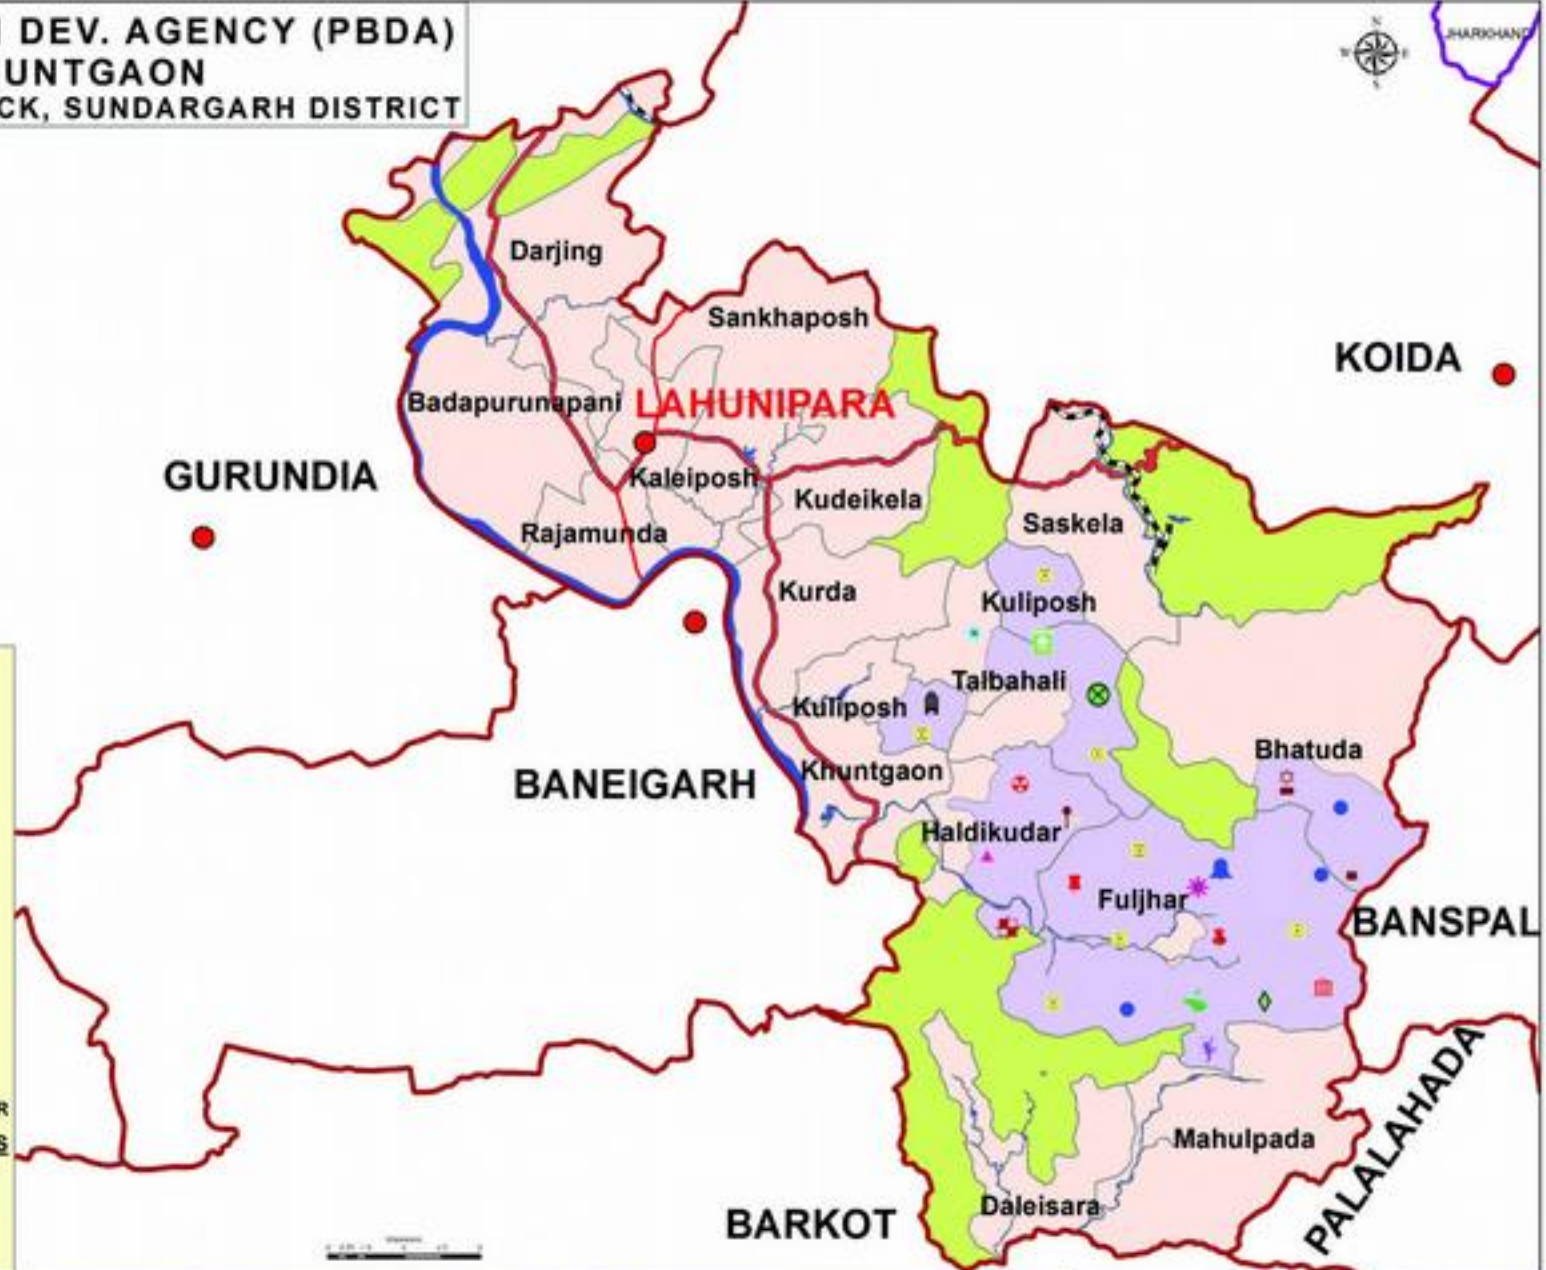 DEV. AGENCY (PBDA)
UNTGAON
CK, SUNDARGARH DISTRICT
N
W
E
S
JHARKHAND
Darjing
Sankhaposh
KOIDA
Badapurunapani
LAHUNIPARA
GURUNDIA
Kaleiposh
Kudeikela
Rajamunda
Saskela
Kurda
Kuliposh
Talbahali
Kuliposh
Bhatuda
BANEIGARH
Khuntgaon
Haldikudar
Fuljhar
BANSPAL
R
S
E
Mahulpada
PALALAHADA
Daleisara
BARKOT